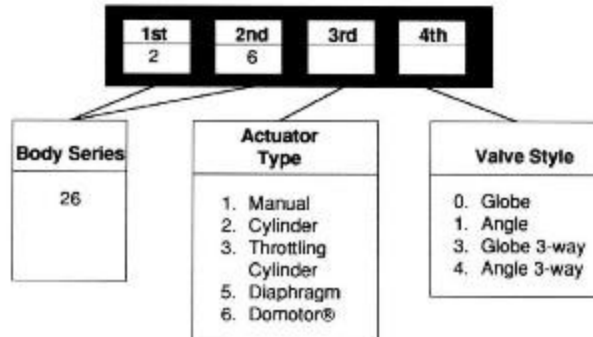 1st 2nd 3rd 4th
2 6
Body Series
26
Actuator
Type
1. Manual
2. Cylinder
3. Throttling
Cylinder
5. Diaphragm
6. Domotor®
Valve Style
0. Globe
1. Angle
3. Globe 3-way
4. Angle 3-way